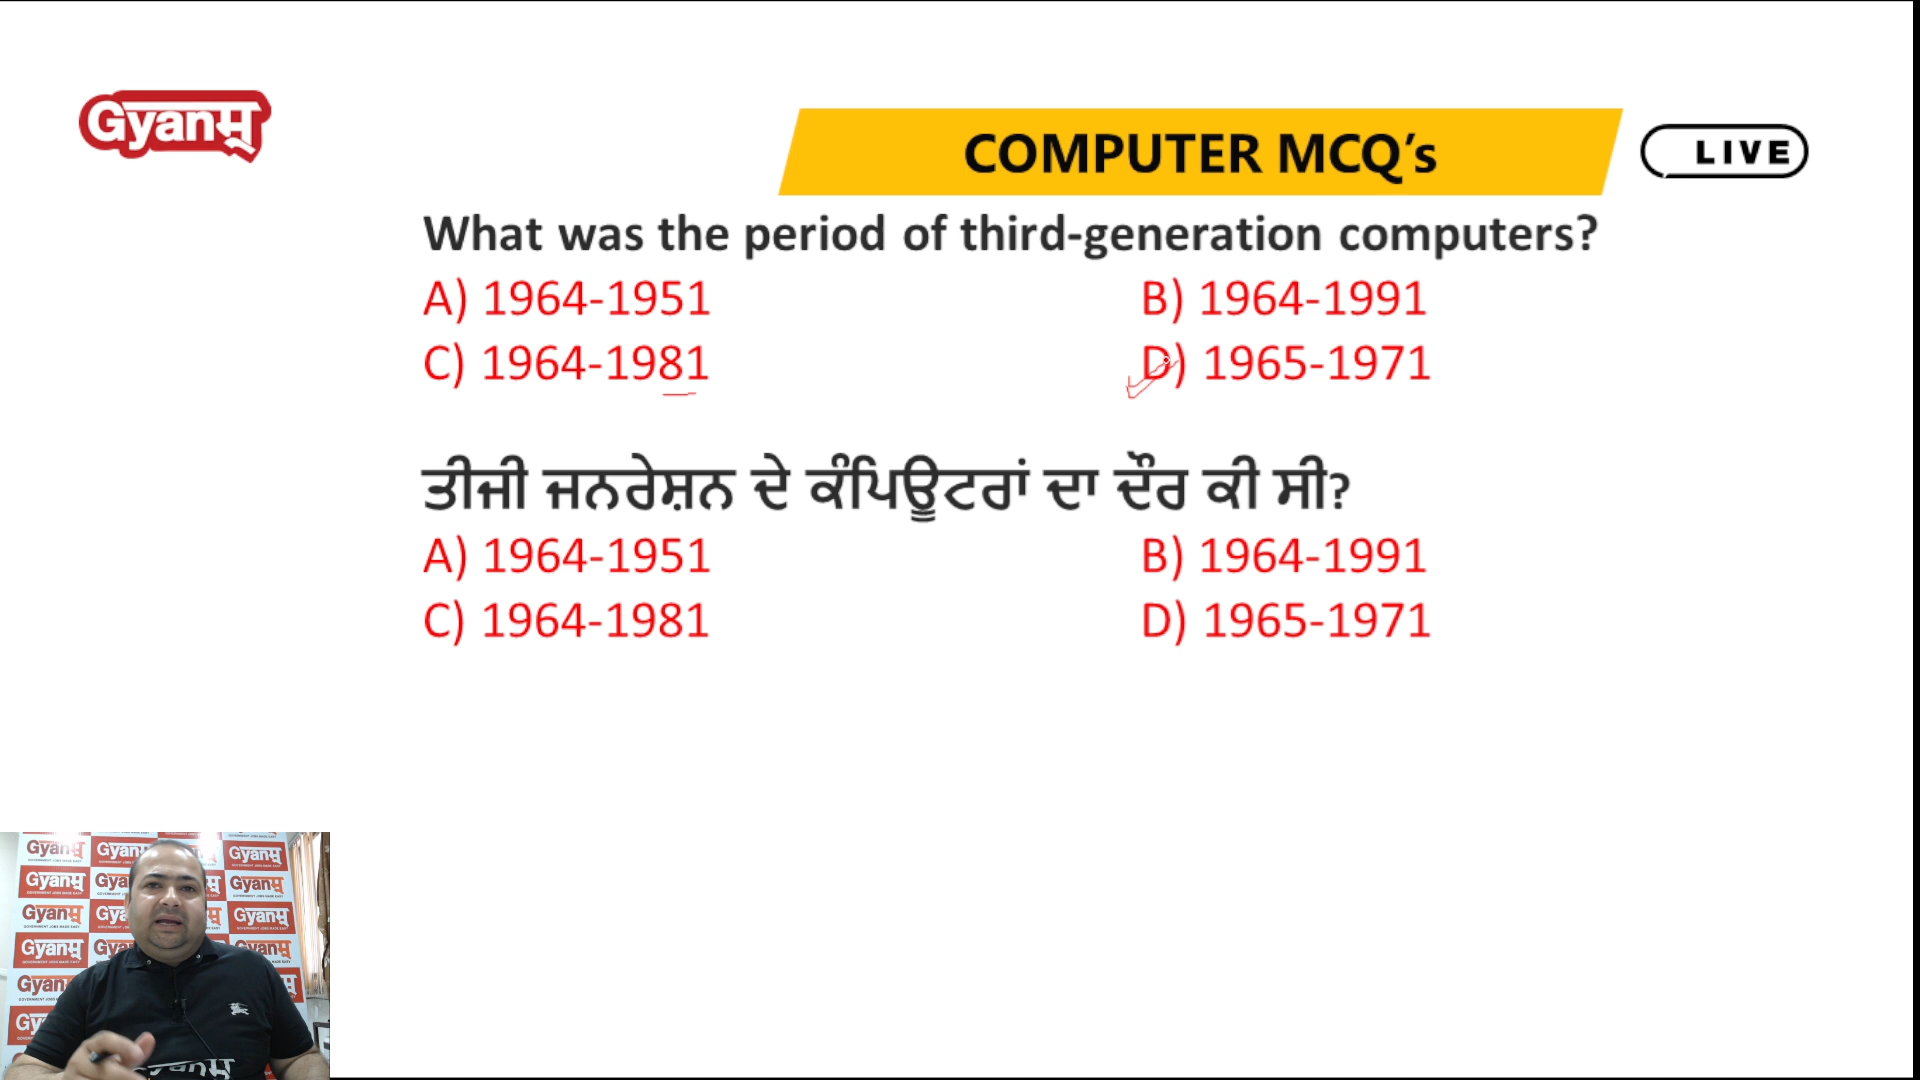 Gyanਸ੍ਰ
COMPUTER MCQ's
LIVE
What was the period of third-generation computers?
A) 1964-1951 B) 1964-1991
C) 1964-1981 D) 1965-1971
ਤੀਜੀ ਜਨਰੇਸ਼ਨ ਦੇ ਕੰਪਿਊਟਰਾਂ ਦਾ ਦੌਰ ਕੀ ਸੀ?
A) 1964-1951 B) 1964-1991
C) 1964-1981 D) 1965-1971